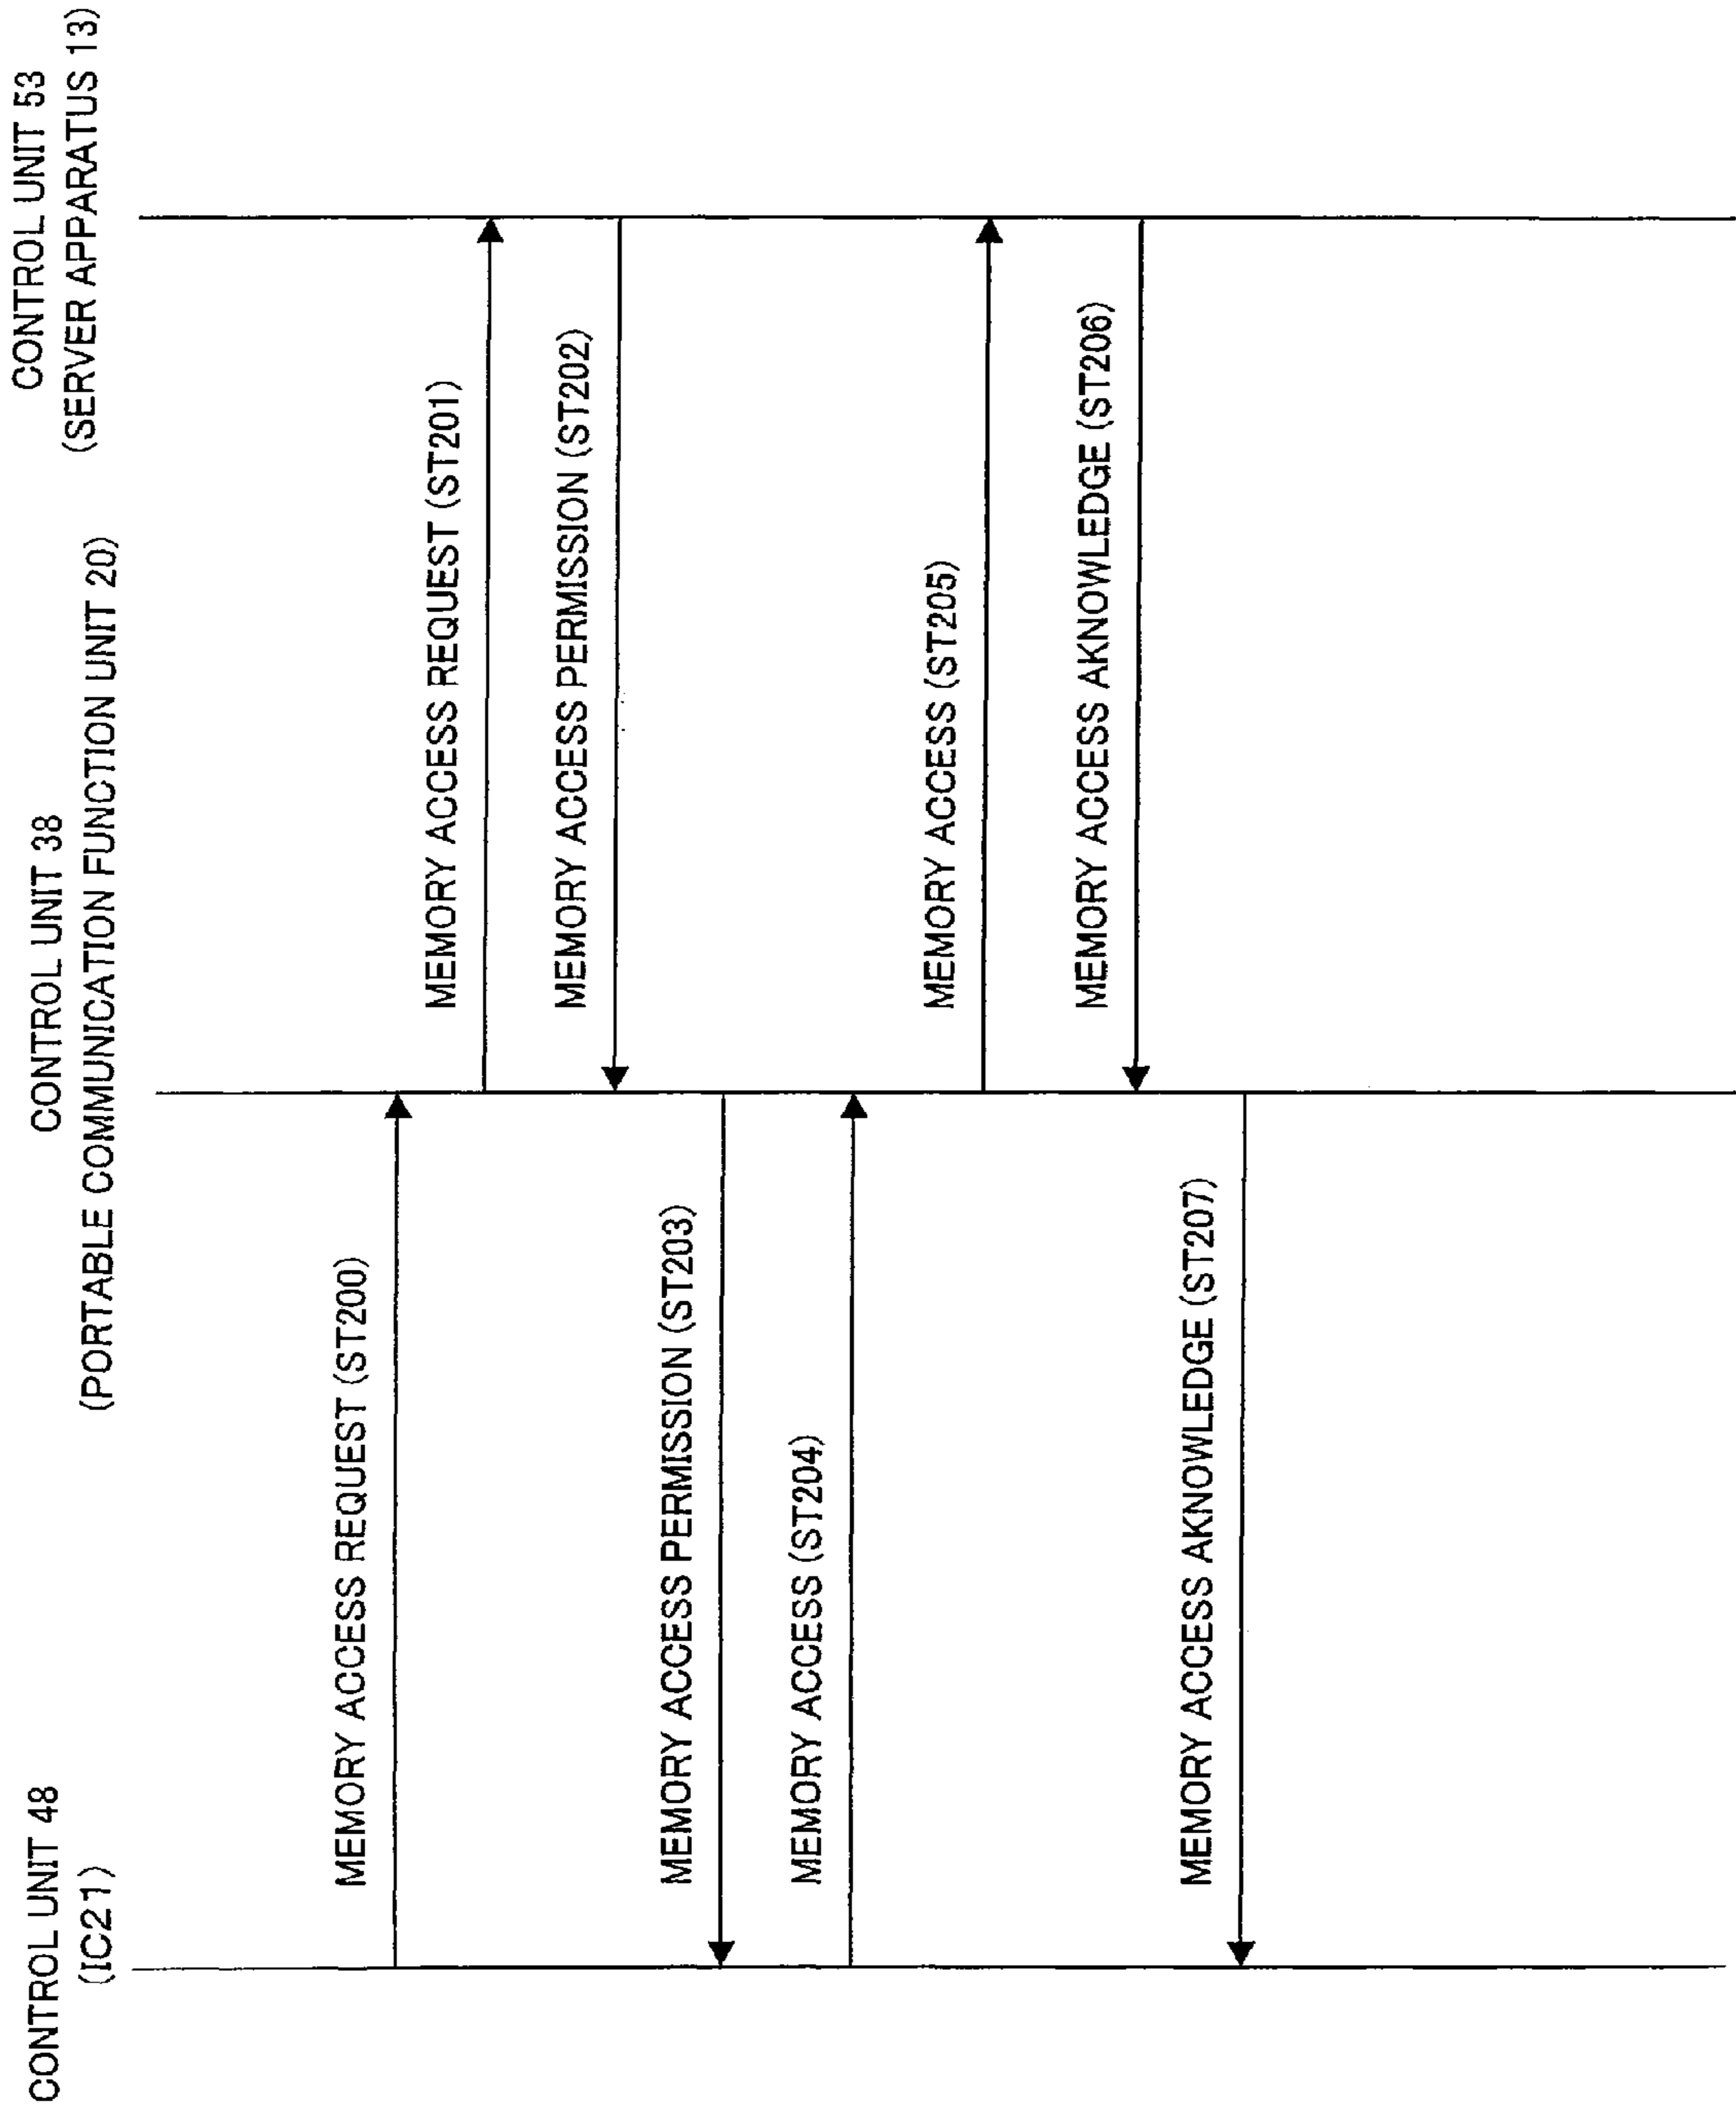 CONTROL UNIT 48
(IC21)
CONTROL UNIT 38
(PORTABLE COMMUNICATION FUNCTION UNIT 20)
CONTROL UNIT 53
(SERVER APPARATUS 13)
MEMORY ACCESS REQUEST (ST200)
MEMORY ACCESS REQUEST (ST201)
MEMORY ACCESS PERMISSION (ST202)
MEMORY ACCESS PERMISSION (ST203)
MEMORY ACCESS (ST204)
MEMORY ACCESS (ST205)
MEMORY ACCESS AKNOWLEDGE (ST206)
MEMORY ACCESS AKNOWLEDGE (ST207)